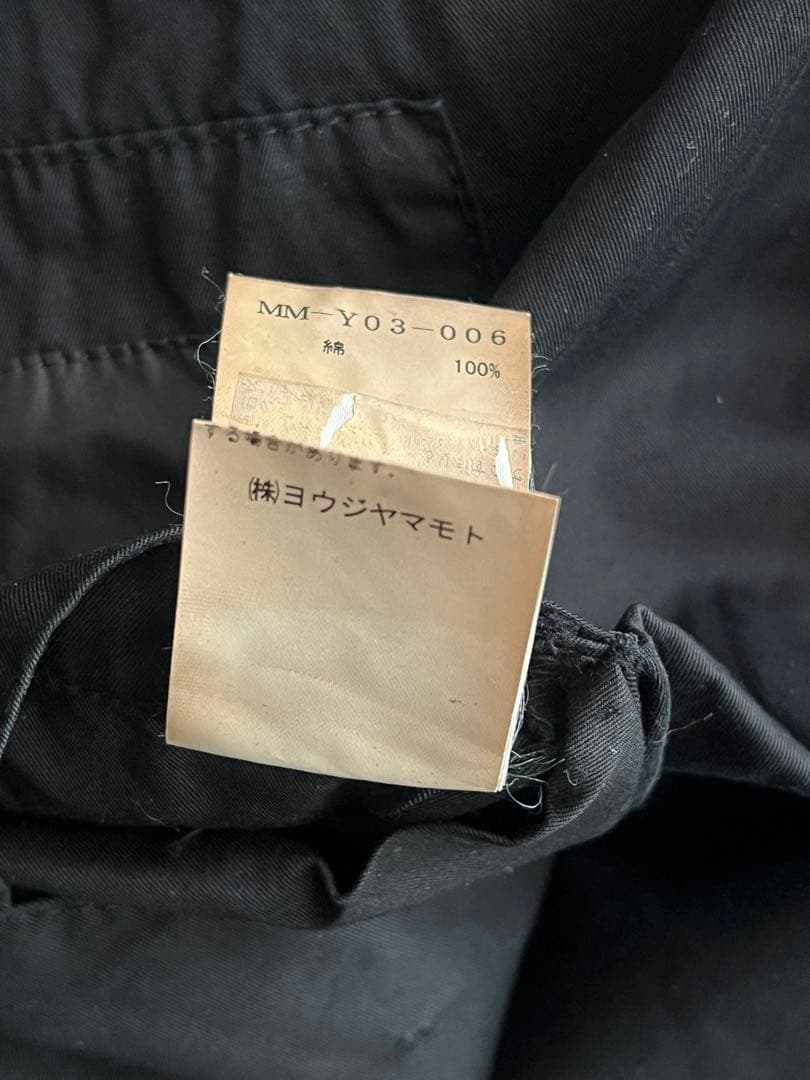 MM-Y03-006
綿 100%
する場合があります。
㈱ヨウジヤマモト